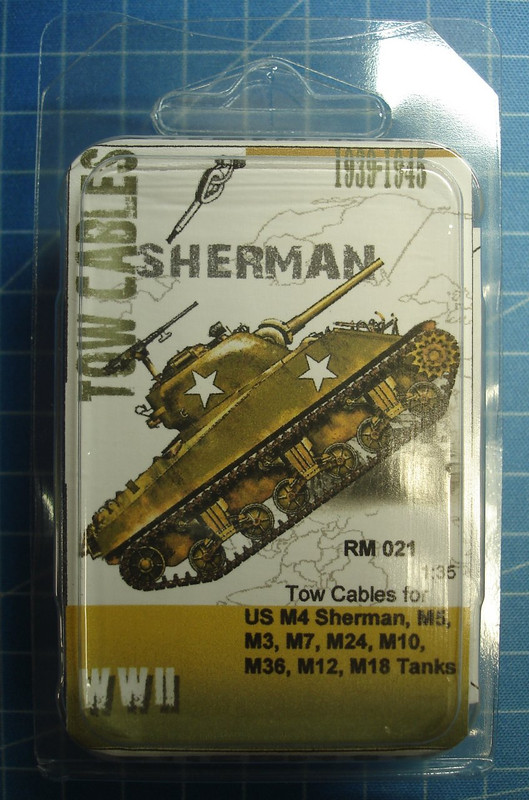 1939-1945
TOW CABLES
SHERMAN
RM 021
1:35
Tow Cables for
US M4 Sherman, M5,
M3, M7, M24, M10,
M36, M12, M18 Tanks
WWII